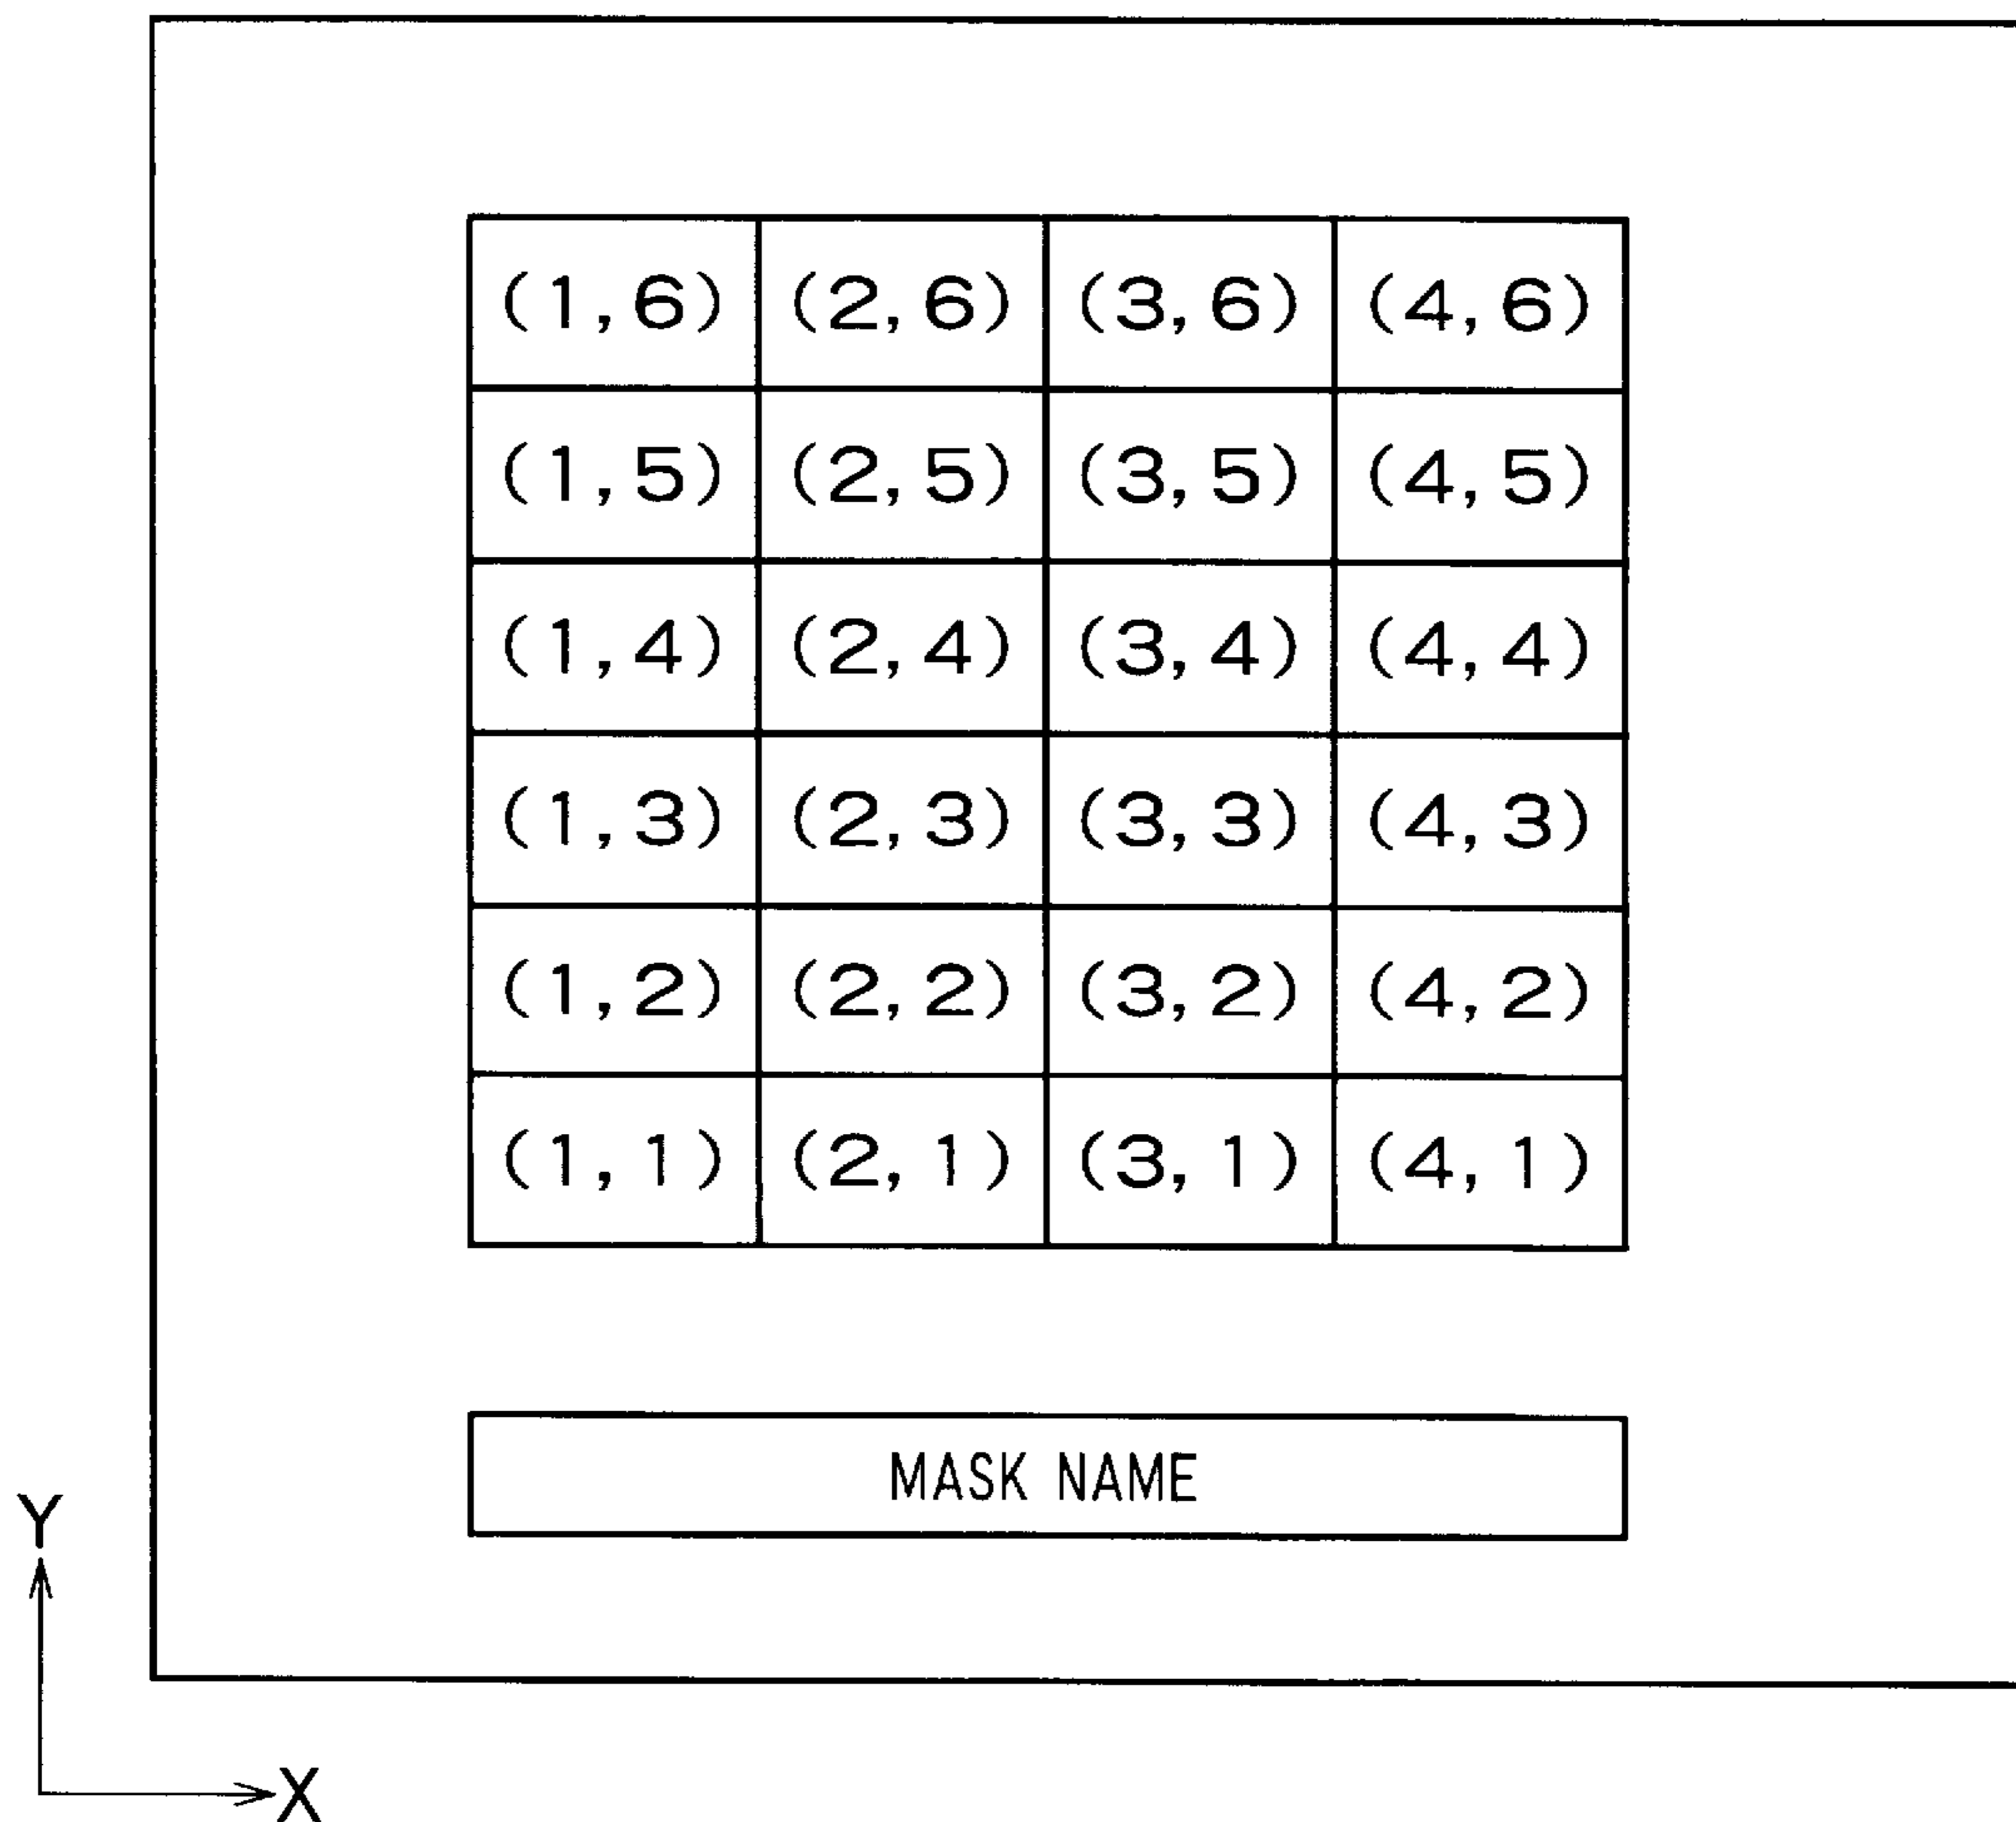 (1,6) (2,6) (3,6) (4,6)
(1,5) (2,5) (3,5) (4,5)
(1,4) (2,4) (3,4) (4,4)
(1,3) (2,3) (3,3) (4,3)
(1,2) (2,2) (3,2) (4,2)
(1,1) (2,1) (3,1) (4,1)
MASK NAME
Y
X